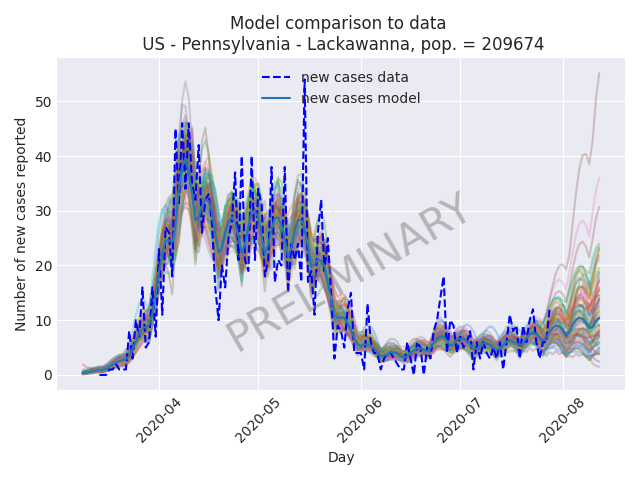 Model comparison to data
US - Pennsylvania - Lackawanna, pop. = 209674
new cases data
new cases model
Number of new cases reported
50
40
30
20
10
0
PRELIMINARY
2020-04
2020-05
2020-06
2020-07
2020-08
Day